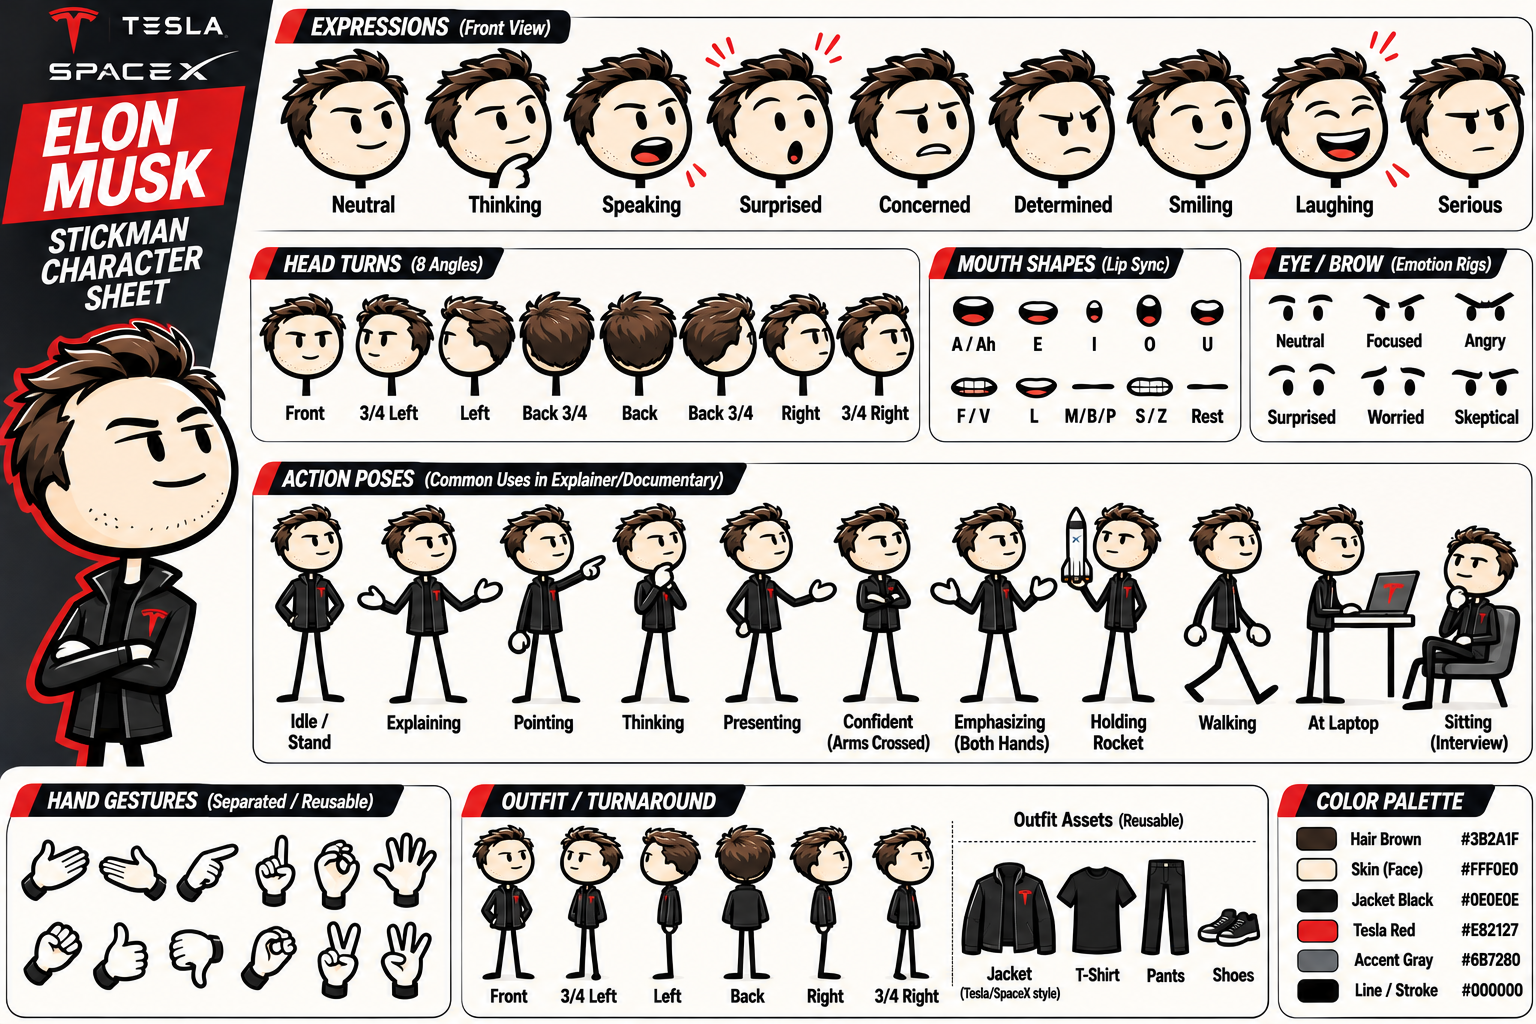 TESLA
SPACEX
ELON
MUSK
STICKMAN
CHARACTER
SHEET
EXPRESSIONS (Front View)
Neutral
Thinking
Speaking
Surprised
Concerned
Determined
Smiling
Laughing
Serious
HEAD TURNS (8 Angles)
Front
3/4 Left
Left
Back 3/4
Back
Back 3/4
Right
3/4 Right
MOUTH SHAPES (Lip Sync)
A / Ah
E
I
O
U
F / V
L
M/B/P
S / Z
Rest
EYE / BROW (Emotion Rigs)
Neutral
Focused
Angry
Surprised
Worried
Skeptical
ACTION POSES (Common Uses in Explainer/Documentary)
Idle /
Stand
Explaining
Pointing
Thinking
Presenting
Confident
(Arms Crossed)
Emphasizing
(Both Hands)
Holding
Rocket
Walking
At Laptop
Sitting
(Interview)
HAND GESTURES (Separated / Reusable)
OUTFIT / TURNAROUND
Front
3/4 Left
Left
Back
Right
3/4 Right
Outfit Assets (Reusable)
Jacket
(Tesla/SpaceX style)
T-Shirt
Pants
Shoes
COLOR PALETTE
Hair Brown #3B2A1F
Skin (Face) #FFF0E0
Jacket Black #0E0E0E
Tesla Red #E82127
Accent Gray #6B7280
Line / Stroke #000000